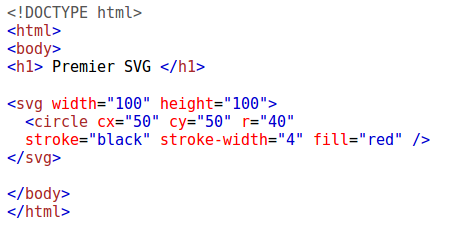 <!DOCTYPE html>
<html>
<body>
<h1> Premier SVG </h1>

<svg width="100" height="100">
  <circle cx="50" cy="50" r="40"
  stroke="black" stroke-width="4" fill="red" />
</svg>

</body>
</html>